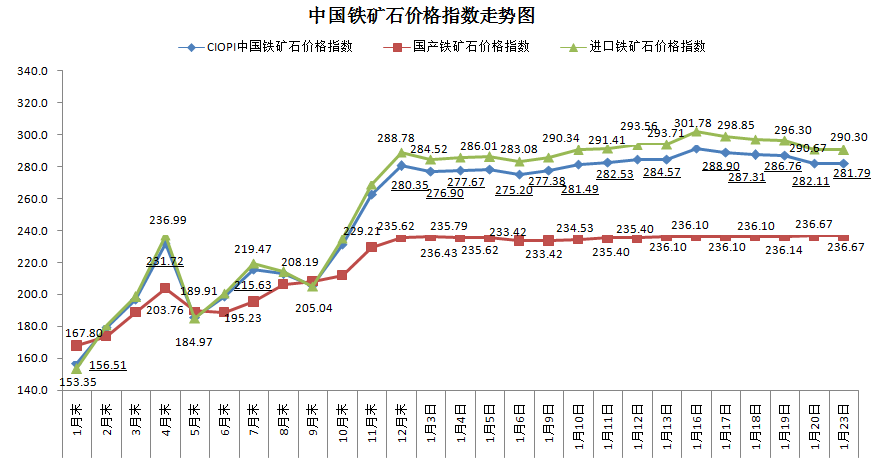 中国铁矿石价格指数走势图
CIOPI中国铁矿石价格指数 国产铁矿石价格指数 进口铁矿石价格指数
340.0
320.0
300.0
280.0
260.0
240.0
220.0
200.0
180.0
160.0
140.0
167.80
156.51
153.35
236.99
231.72
203.76
189.91
184.97
195.23
219.47
215.63
208.19
205.04
229.21
288.78
280.35
235.62
284.52
276.90
236.43
286.01
277.67
235.79
235.62
283.08
275.20
233.42
290.34
277.38
233.42
281.49
234.53
291.41
282.53
235.40
293.56
235.40
293.71
284.57
236.10
301.78
236.10
298.85
288.90
236.10
287.31
236.10
296.30
286.76
236.14
290.67
282.11
236.67
290.30
281.79
236.67
1月末
2月末
3月末
4月末
5月末
6月末
7月末
8月末
9月末
10月末
11月末
12月末
1月3日
1月4日
1月5日
1月6日
1月9日
1月10日
1月11日
1月12日
1月13日
1月16日
1月17日
1月18日
1月19日
1月20日
1月23日